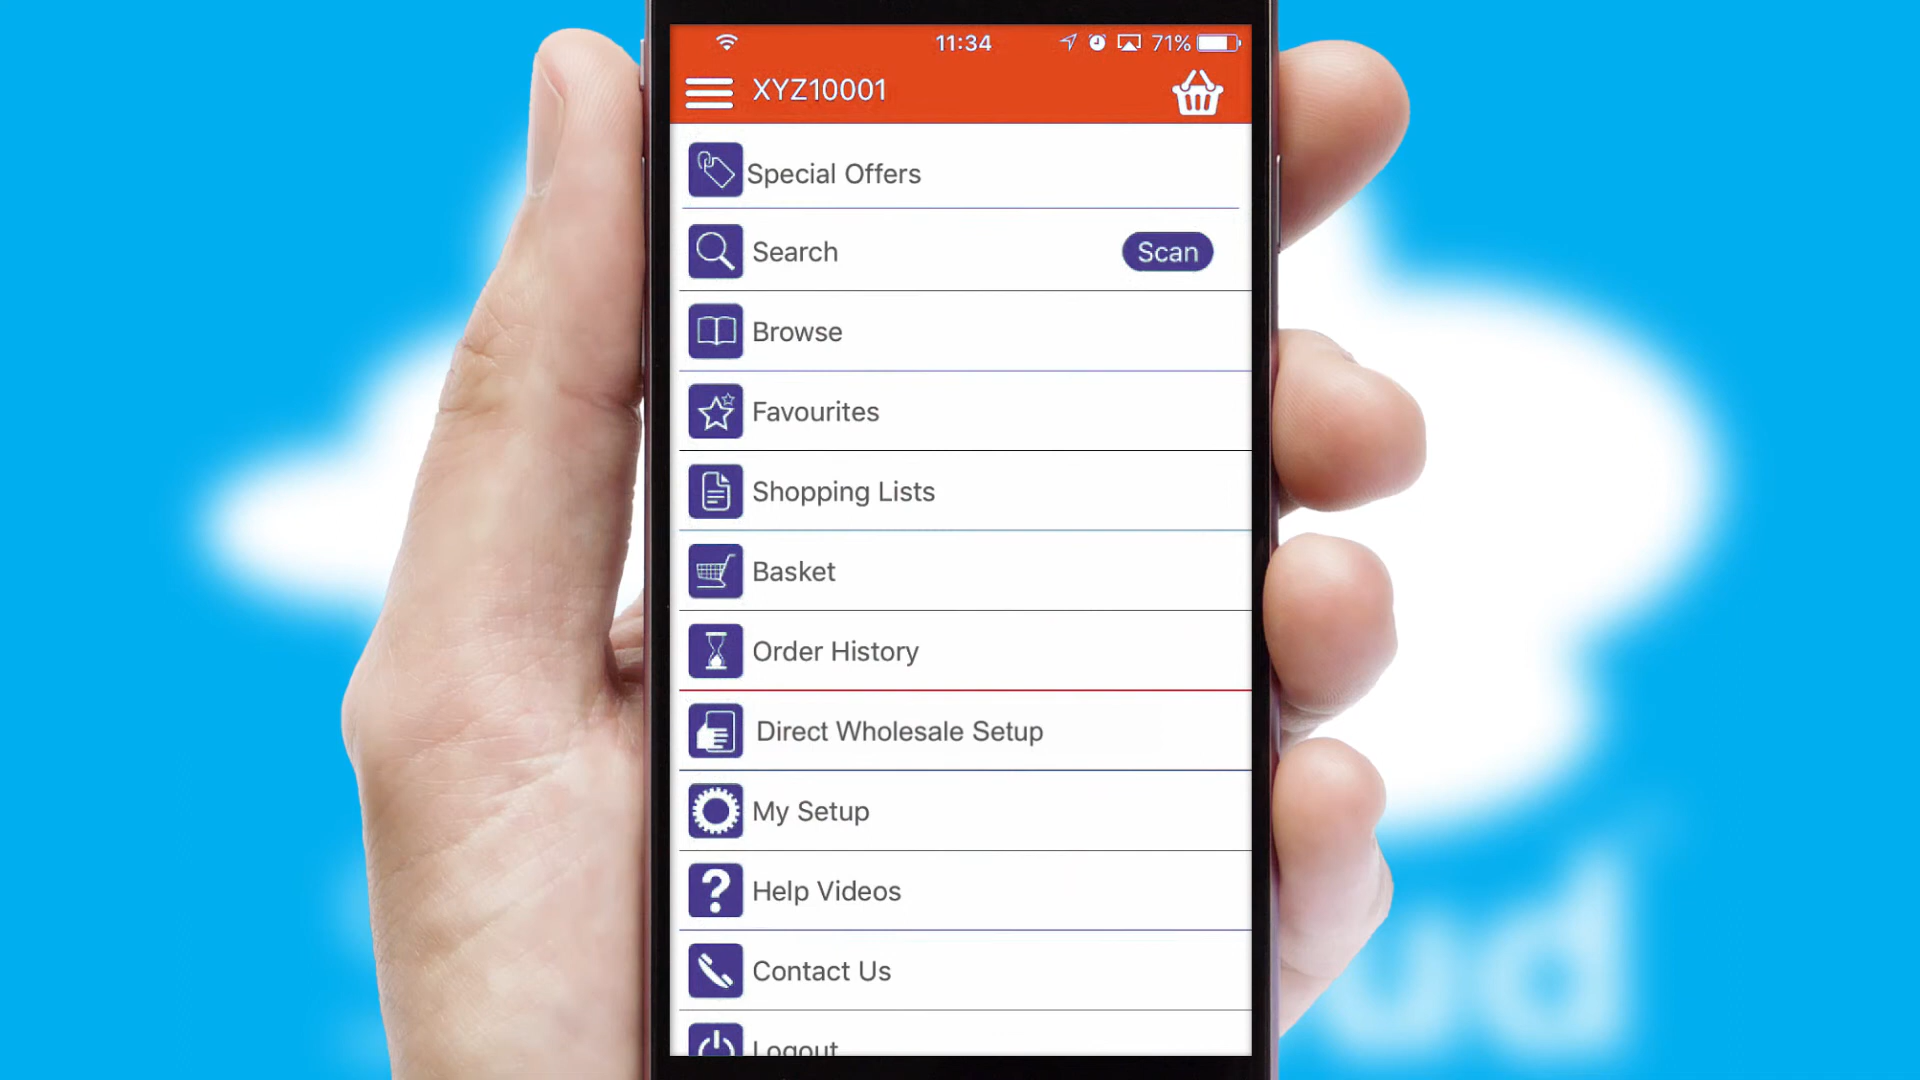 11:34 71%
XYZ10001
Special Offers
Search Scan
Browse
Favourites
Shopping Lists
Basket
Order History
Direct Wholesale Setup
My Setup
Help Videos
Contact Us
Logout